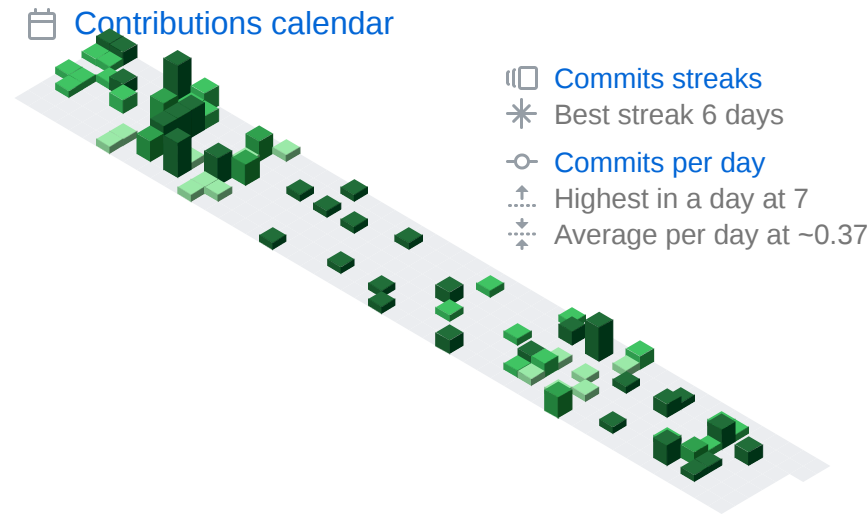 Contributions calendar
Commits streaks
Best streak 6 days
Commits per day
Highest in a day at 7
Average per day at ~0.37